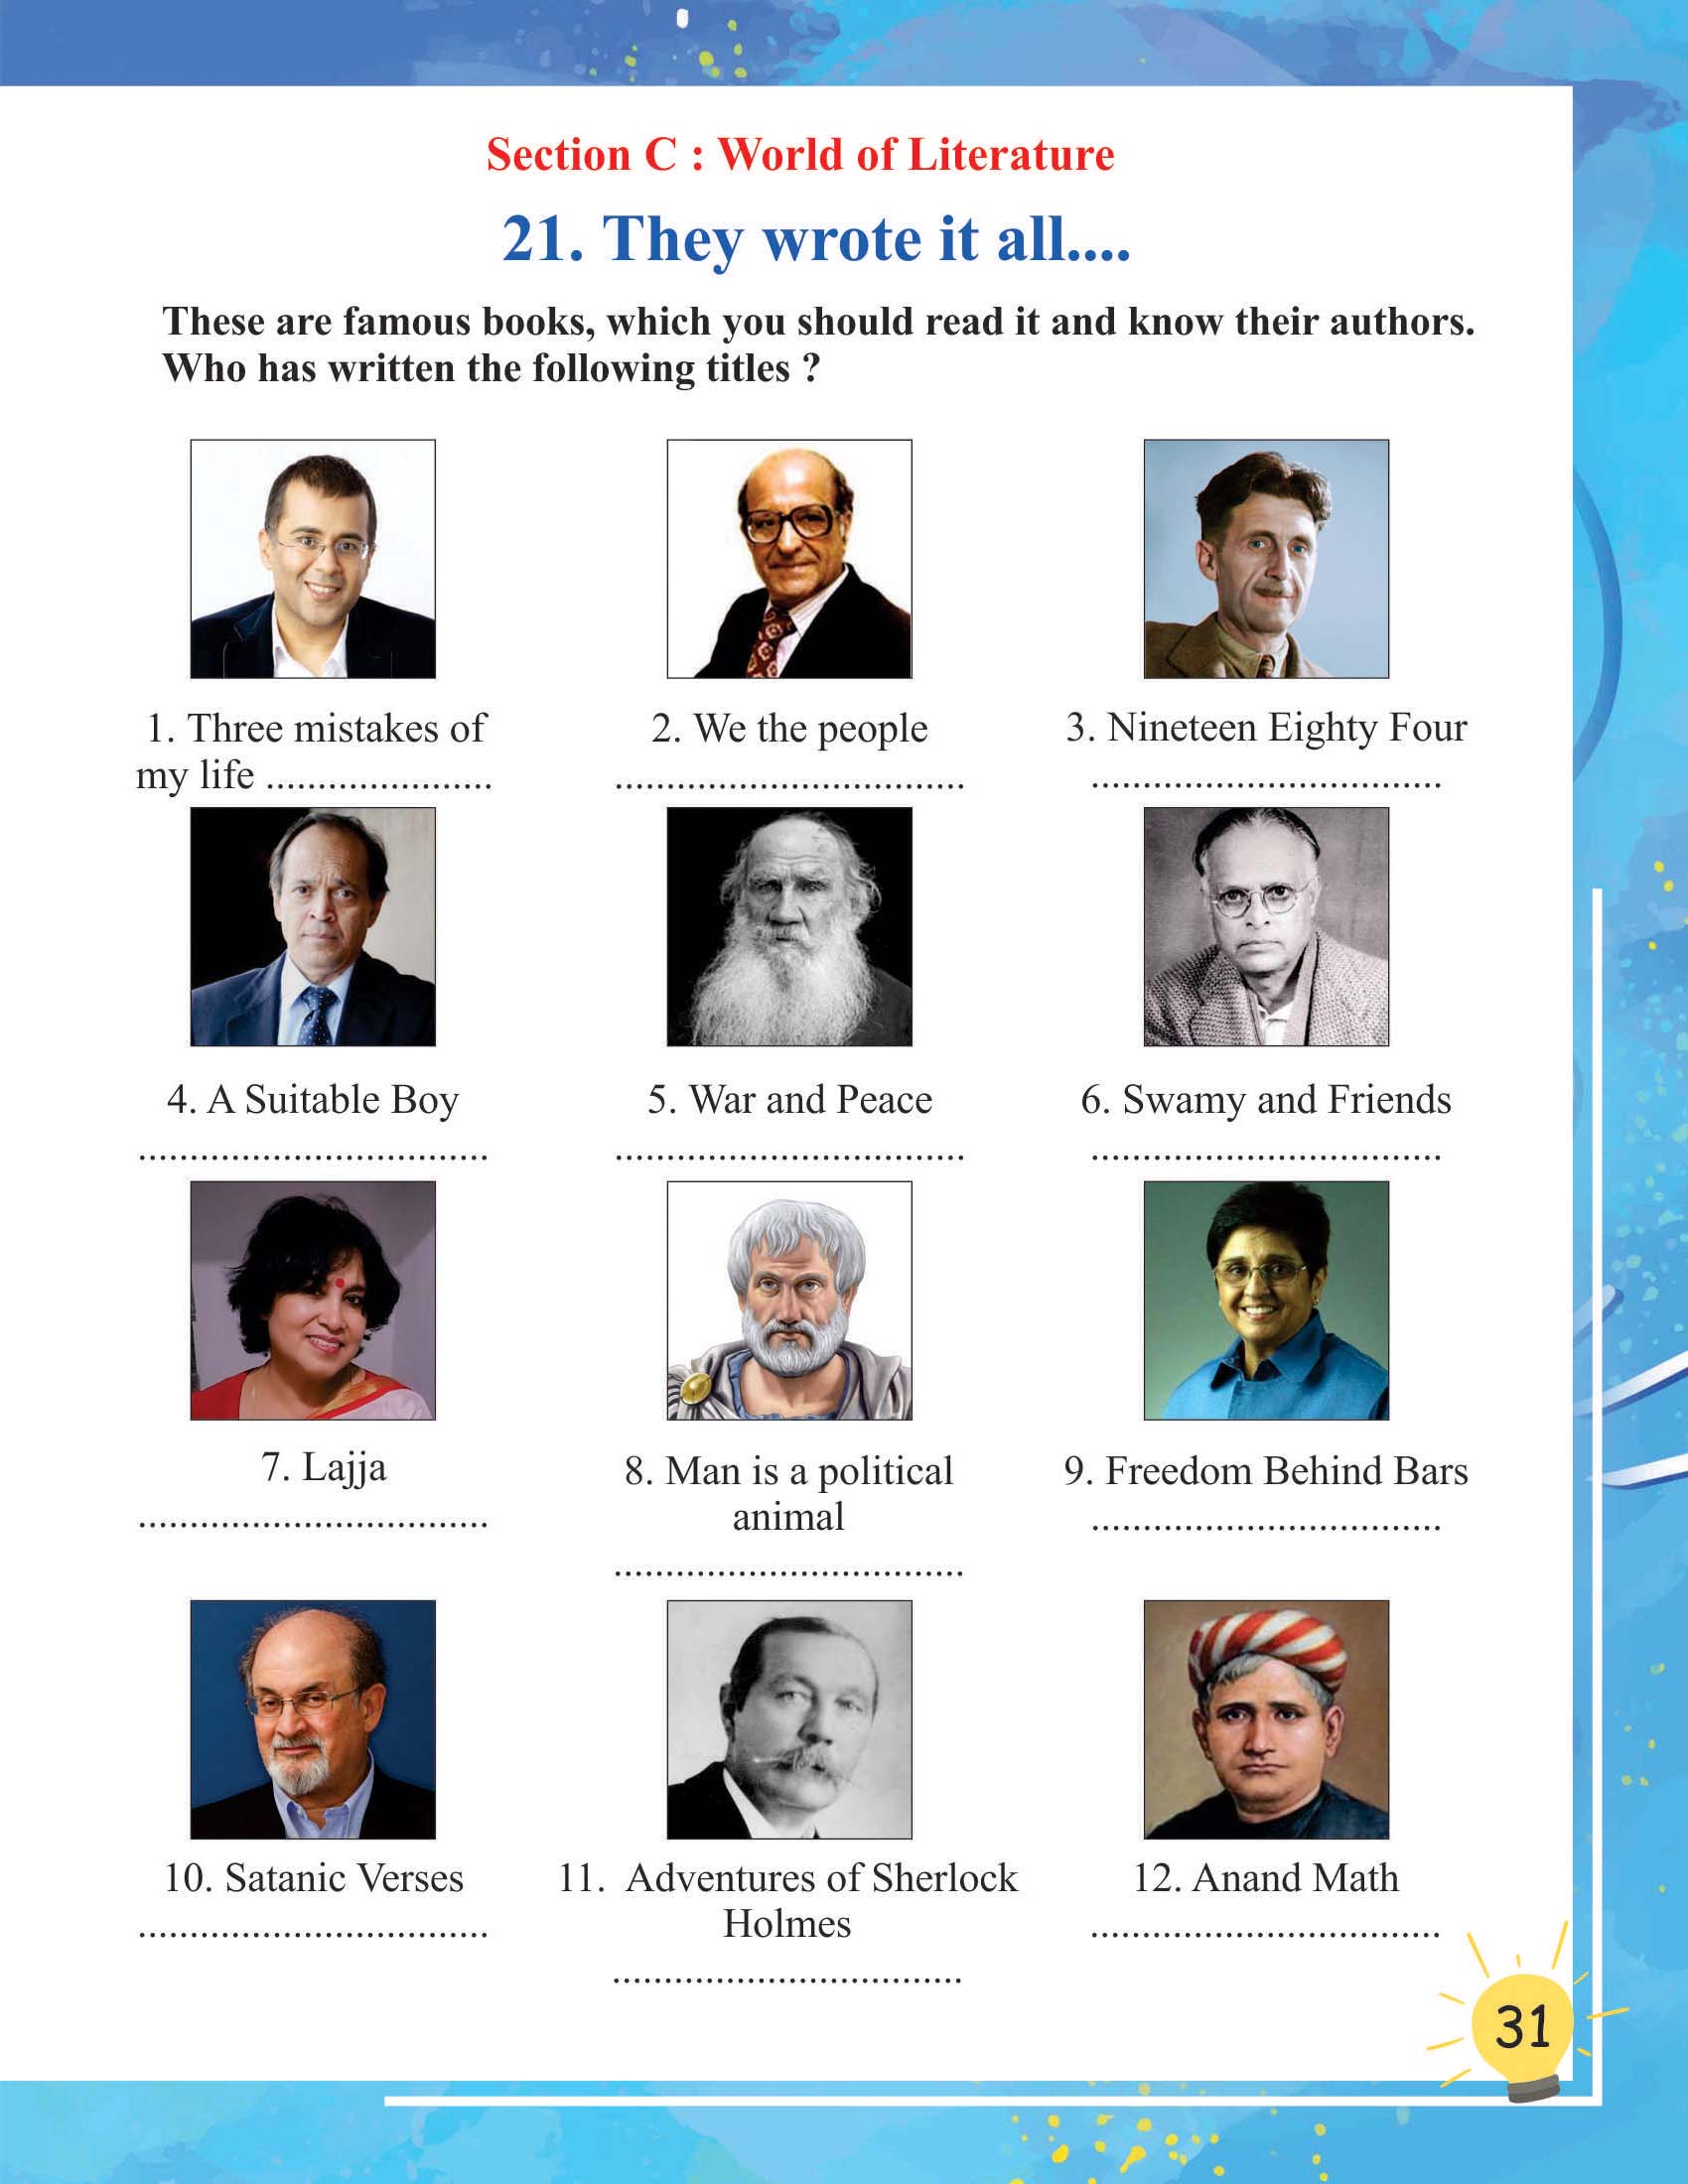 Section C : World of Literature
21. They wrote it all....
These are famous books, which you should read it and know their authors.
Who has written the following titles ?
1. Three mistakes of
my life ......................
2. We the people
..................................
3. Nineteen Eighty Four
..................................
4. A Suitable Boy
..................................
5. War and Peace
..................................
6. Swamy and Friends
..................................
7. Lajja
..................................
8. Man is a political
animal
..................................
9. Freedom Behind Bars
..................................
10. Satanic Verses
..................................
11. Adventures of Sherlock
Holmes
..................................
12. Anand Math
..................................
31